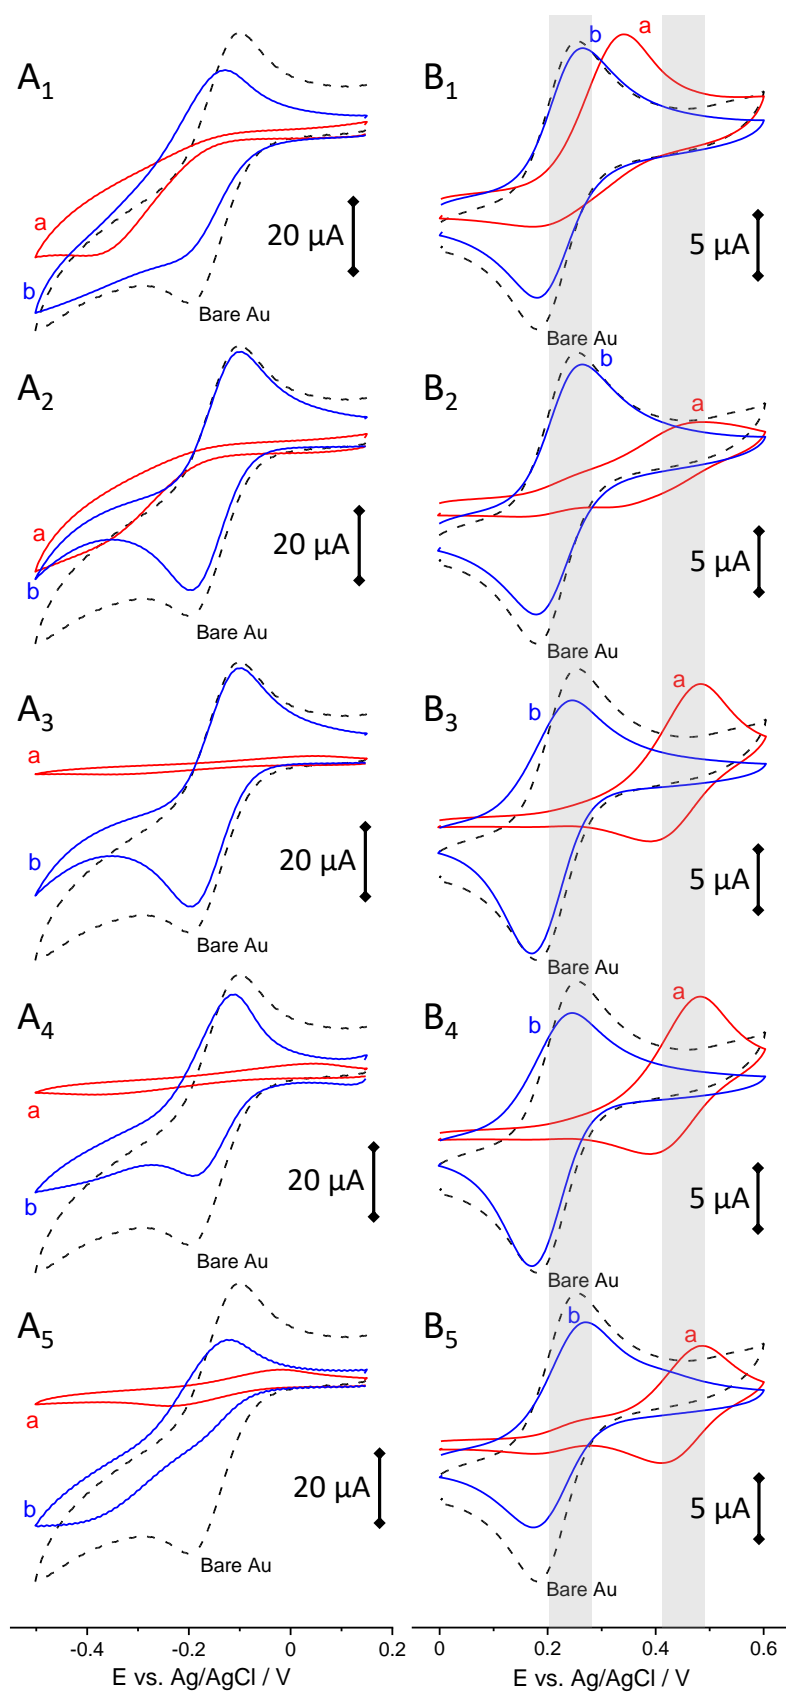 A1
a
b
20 µA
Bare Au
B1
b
a
5 µA
Bare Au
A2
a
b
20 µA
Bare Au
B2
b
a
5 µA
Bare Au
A3
a
b
20 µA
Bare Au
B3
b
a
5 µA
Bare Au
A4
a
b
20 µA
Bare Au
B4
b
a
5 µA
Bare Au
A5
a
b
20 µA
Bare Au
B5
b
a
5 µA
Bare Au
-0.4 -0.2 0 0.2
E vs. Ag/AgCl / V
0 0.2 0.4 0.6
E vs. Ag/AgCl / V